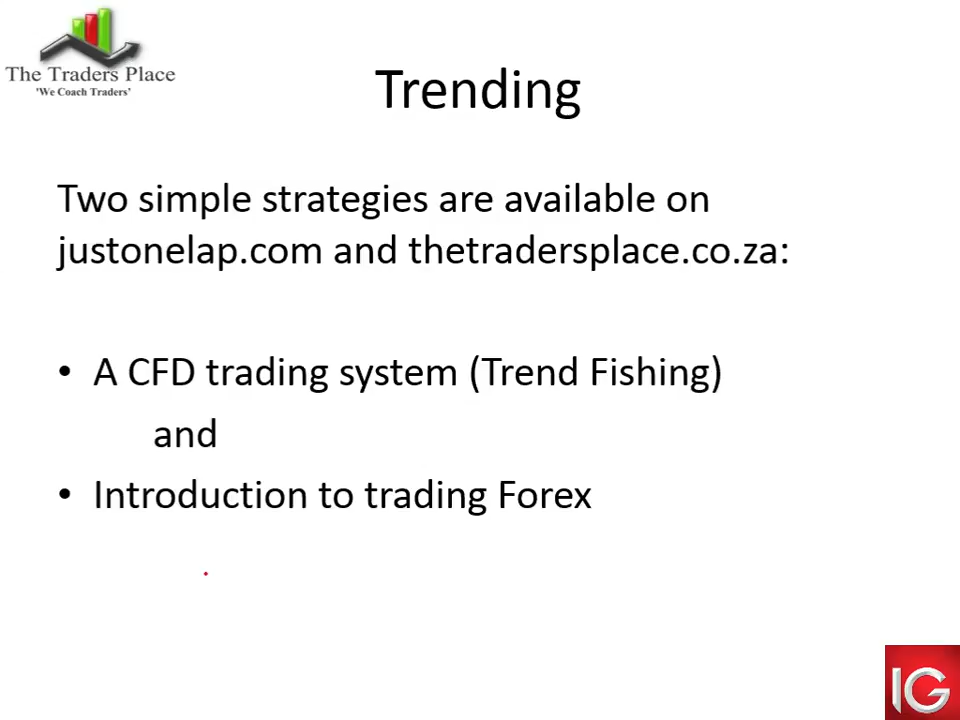 The Traders Place
'We Coach Traders'
Trending
Two simple strategies are available on
justonelap.com and thetradersplace.co.za:
• A CFD trading system (Trend Fishing)
and
• Introduction to trading Forex
IG